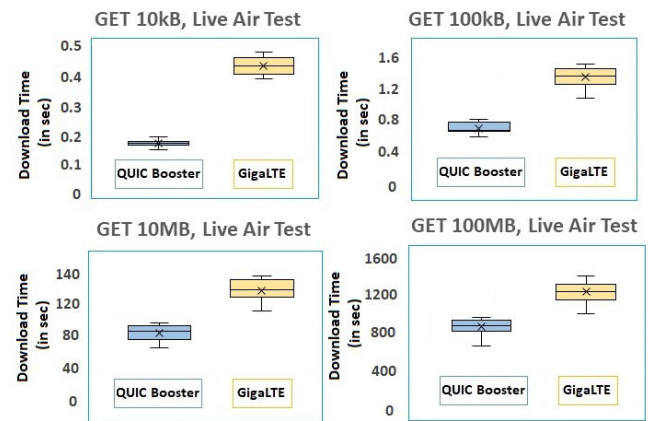 GET 10kB, Live Air Test
Download Time
(in sec)
0.5
0.4
0.3
0.2
0.1
0
QUIC Booster
GigaLTE
GET 100kB, Live Air Test
Download Time
(in sec)
1.6
1.2
0.8
0.4
0
QUIC Booster
GigaLTE
GET 10MB, Live Air Test
Download Time
(in sec)
140
120
80
40
0
QUIC Booster
GigaLTE
GET 100MB, Live Air Test
Download Time
(in sec)
1600
1200
800
400
0
QUIC Booster
GigaLTE